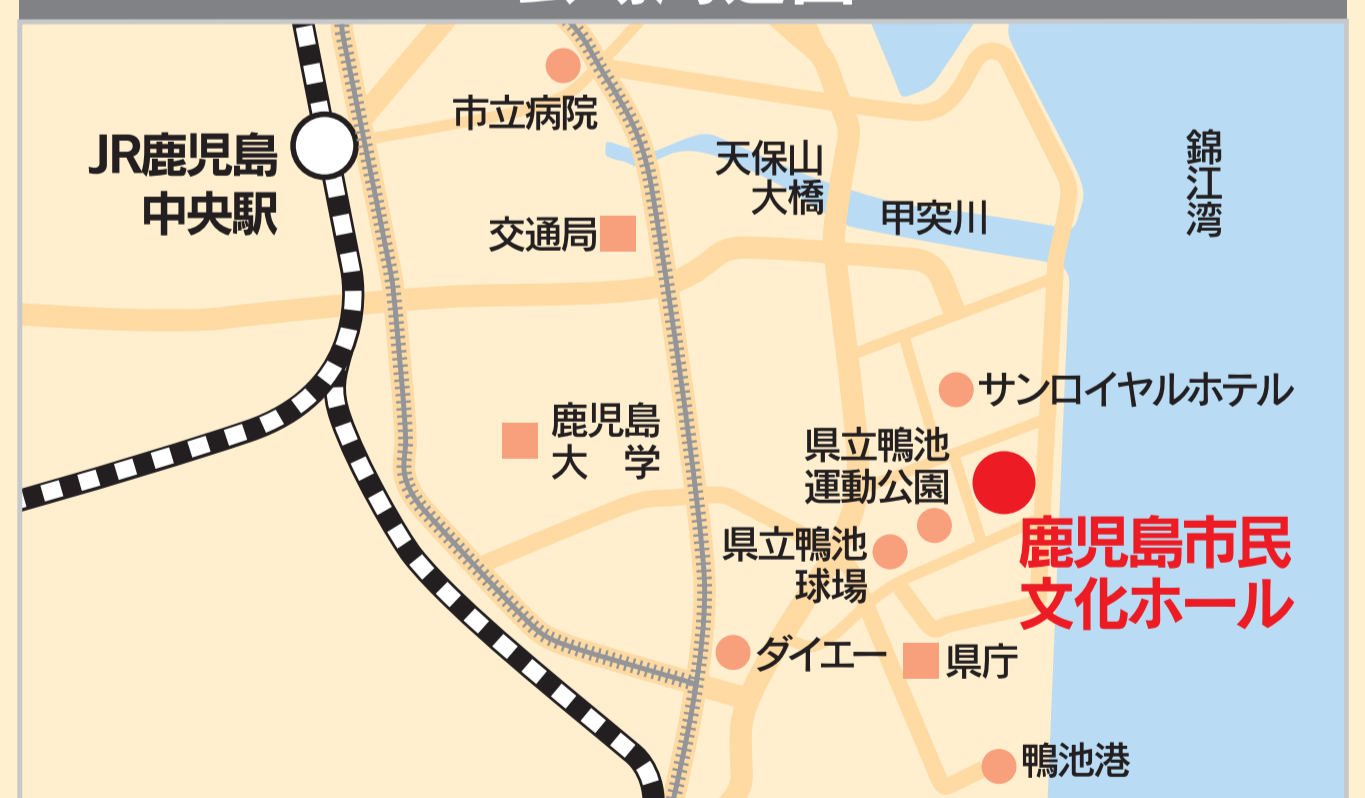 市立病院
JR鹿児島
中央駅
天保山
大橋
錦江湾
甲突川
交通局
サンロイヤルホテル
鹿児島
大　学
県立鴨池
運動公園
鹿児島市民
文化ホール
県立鴨池
球場
ダイエー
県庁
鴨池港